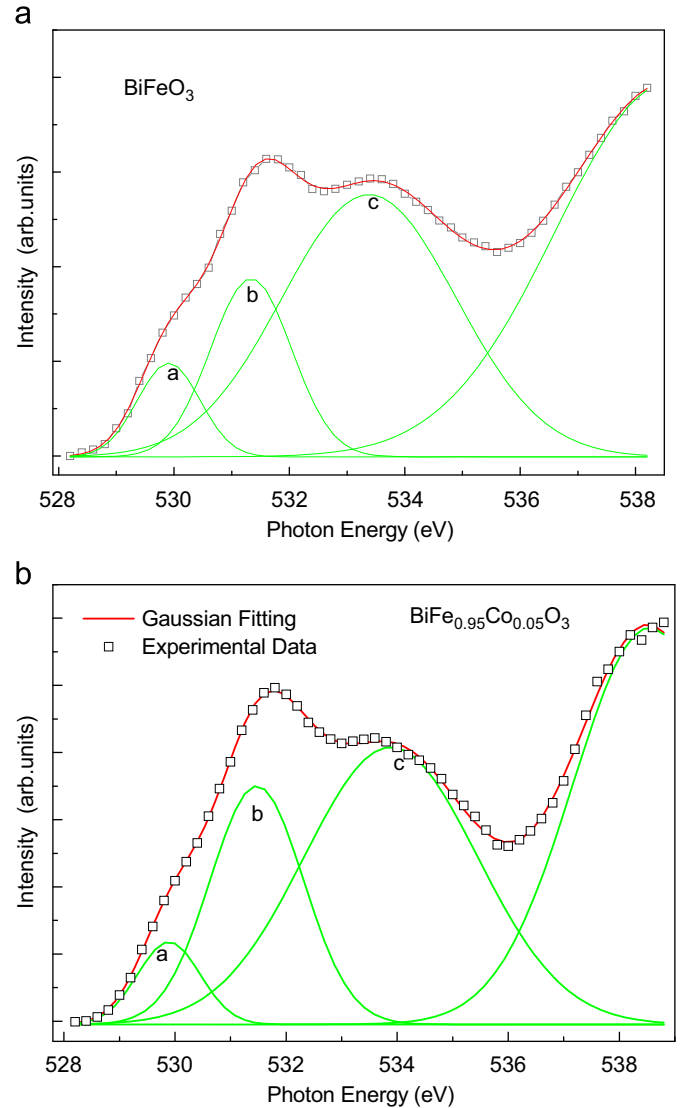 a
BiFeO₃
c
b
a
Intensity (arb.units)
528 530 532 534 536 538
Photon Energy (eV)
b
Gaussian Fitting
BiFe₀.₉₅Co₀.₀₅O₃
Experimental Data
c
b
a
Intensity (arb.units)
528 530 532 534 536 538
Photon Energy (eV)